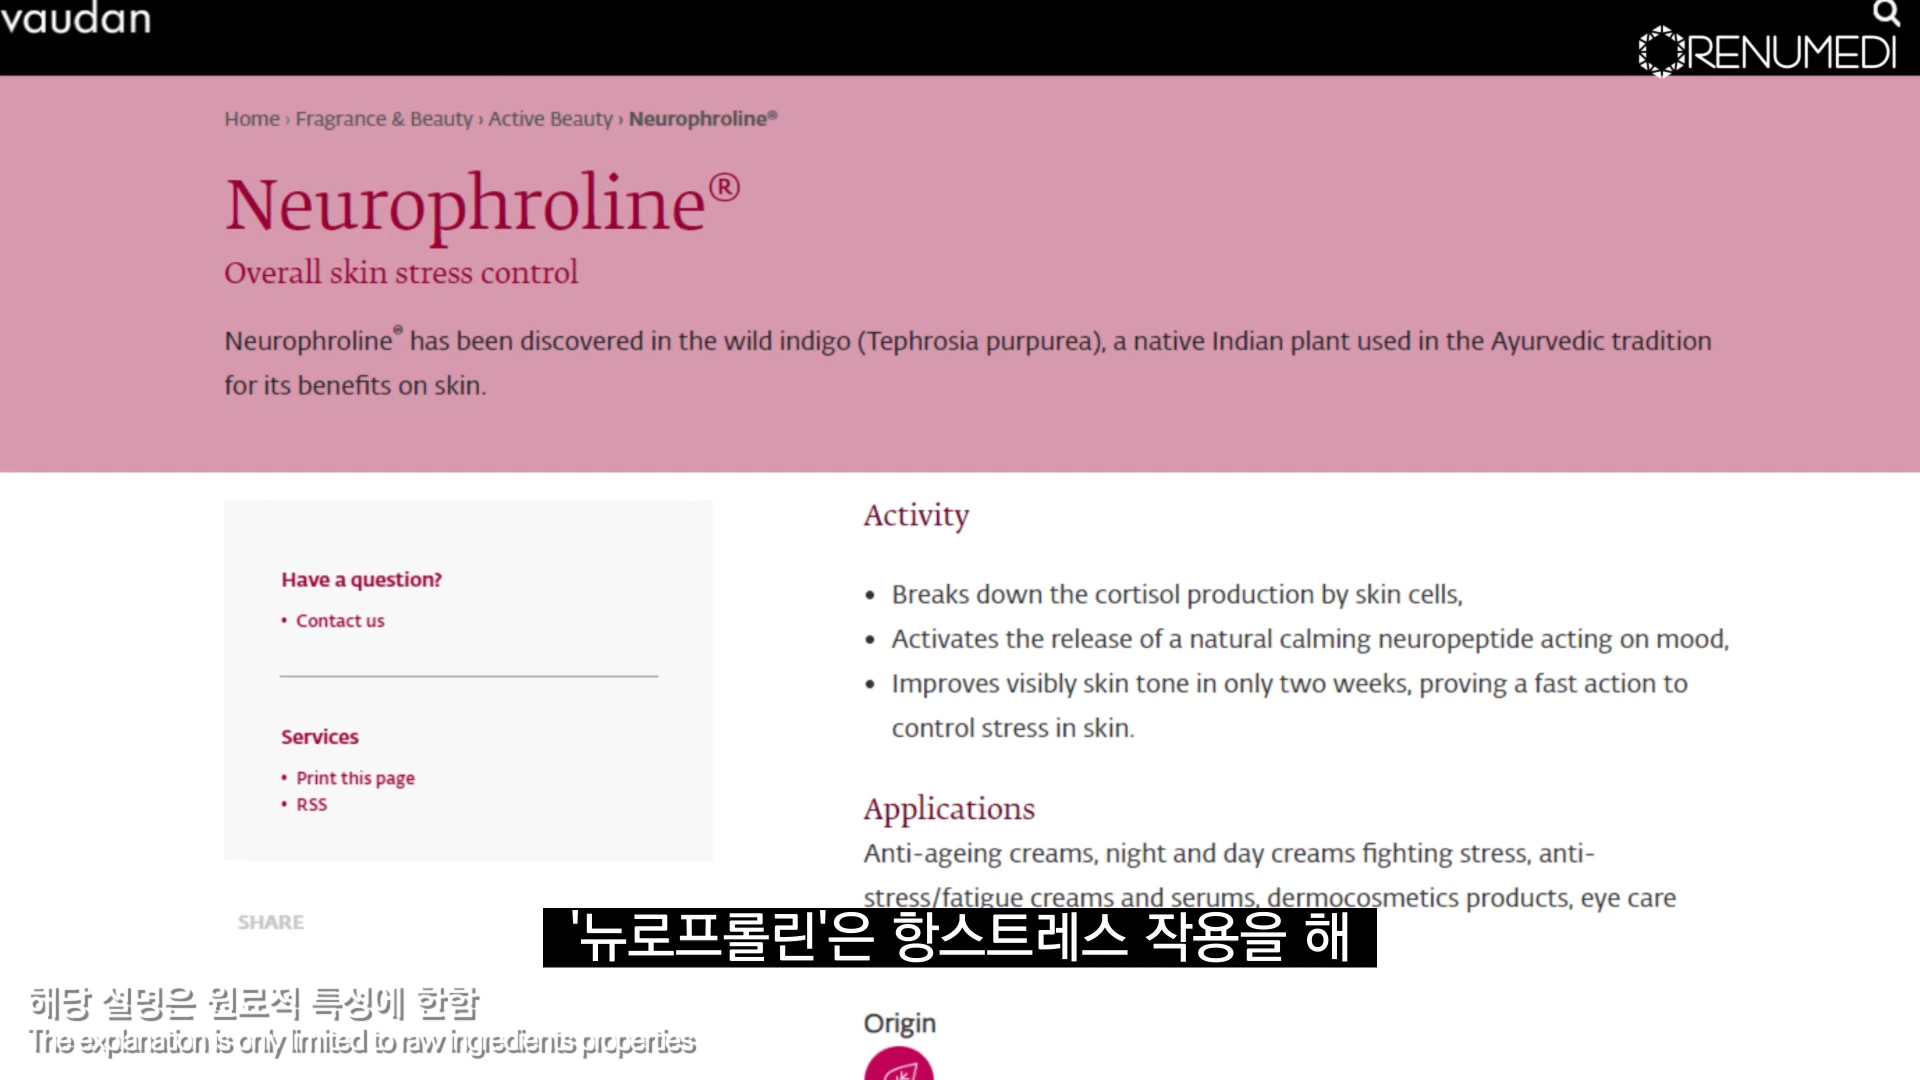 vaudan
RENUMEDI
Home › Fragrance & Beauty › Active Beauty › Neurophroline®
Neurophroline®
Overall skin stress control
Neurophroline® has been discovered in the wild indigo (Tephrosia purpurea), a native Indian plant used in the Ayurvedic tradition
for its benefits on skin.
Have a question?
• Contact us
Services
• Print this page
• RSS
SHARE
Activity
• Breaks down the cortisol production by skin cells,
• Activates the release of a natural calming neuropeptide acting on mood,
• Improves visibly skin tone in only two weeks, proving a fast action to
control stress in skin.
Applications
Anti-ageing creams, night and day creams fighting stress, anti-
stress/fatigue creams and serums, dermocosmetics products, eye care
'뉴로프롤린'은 항스트레스 작용을 해
해당 설명은 원료적 특성에 한함
The explanation is only limited to raw ingredients properties
Origin